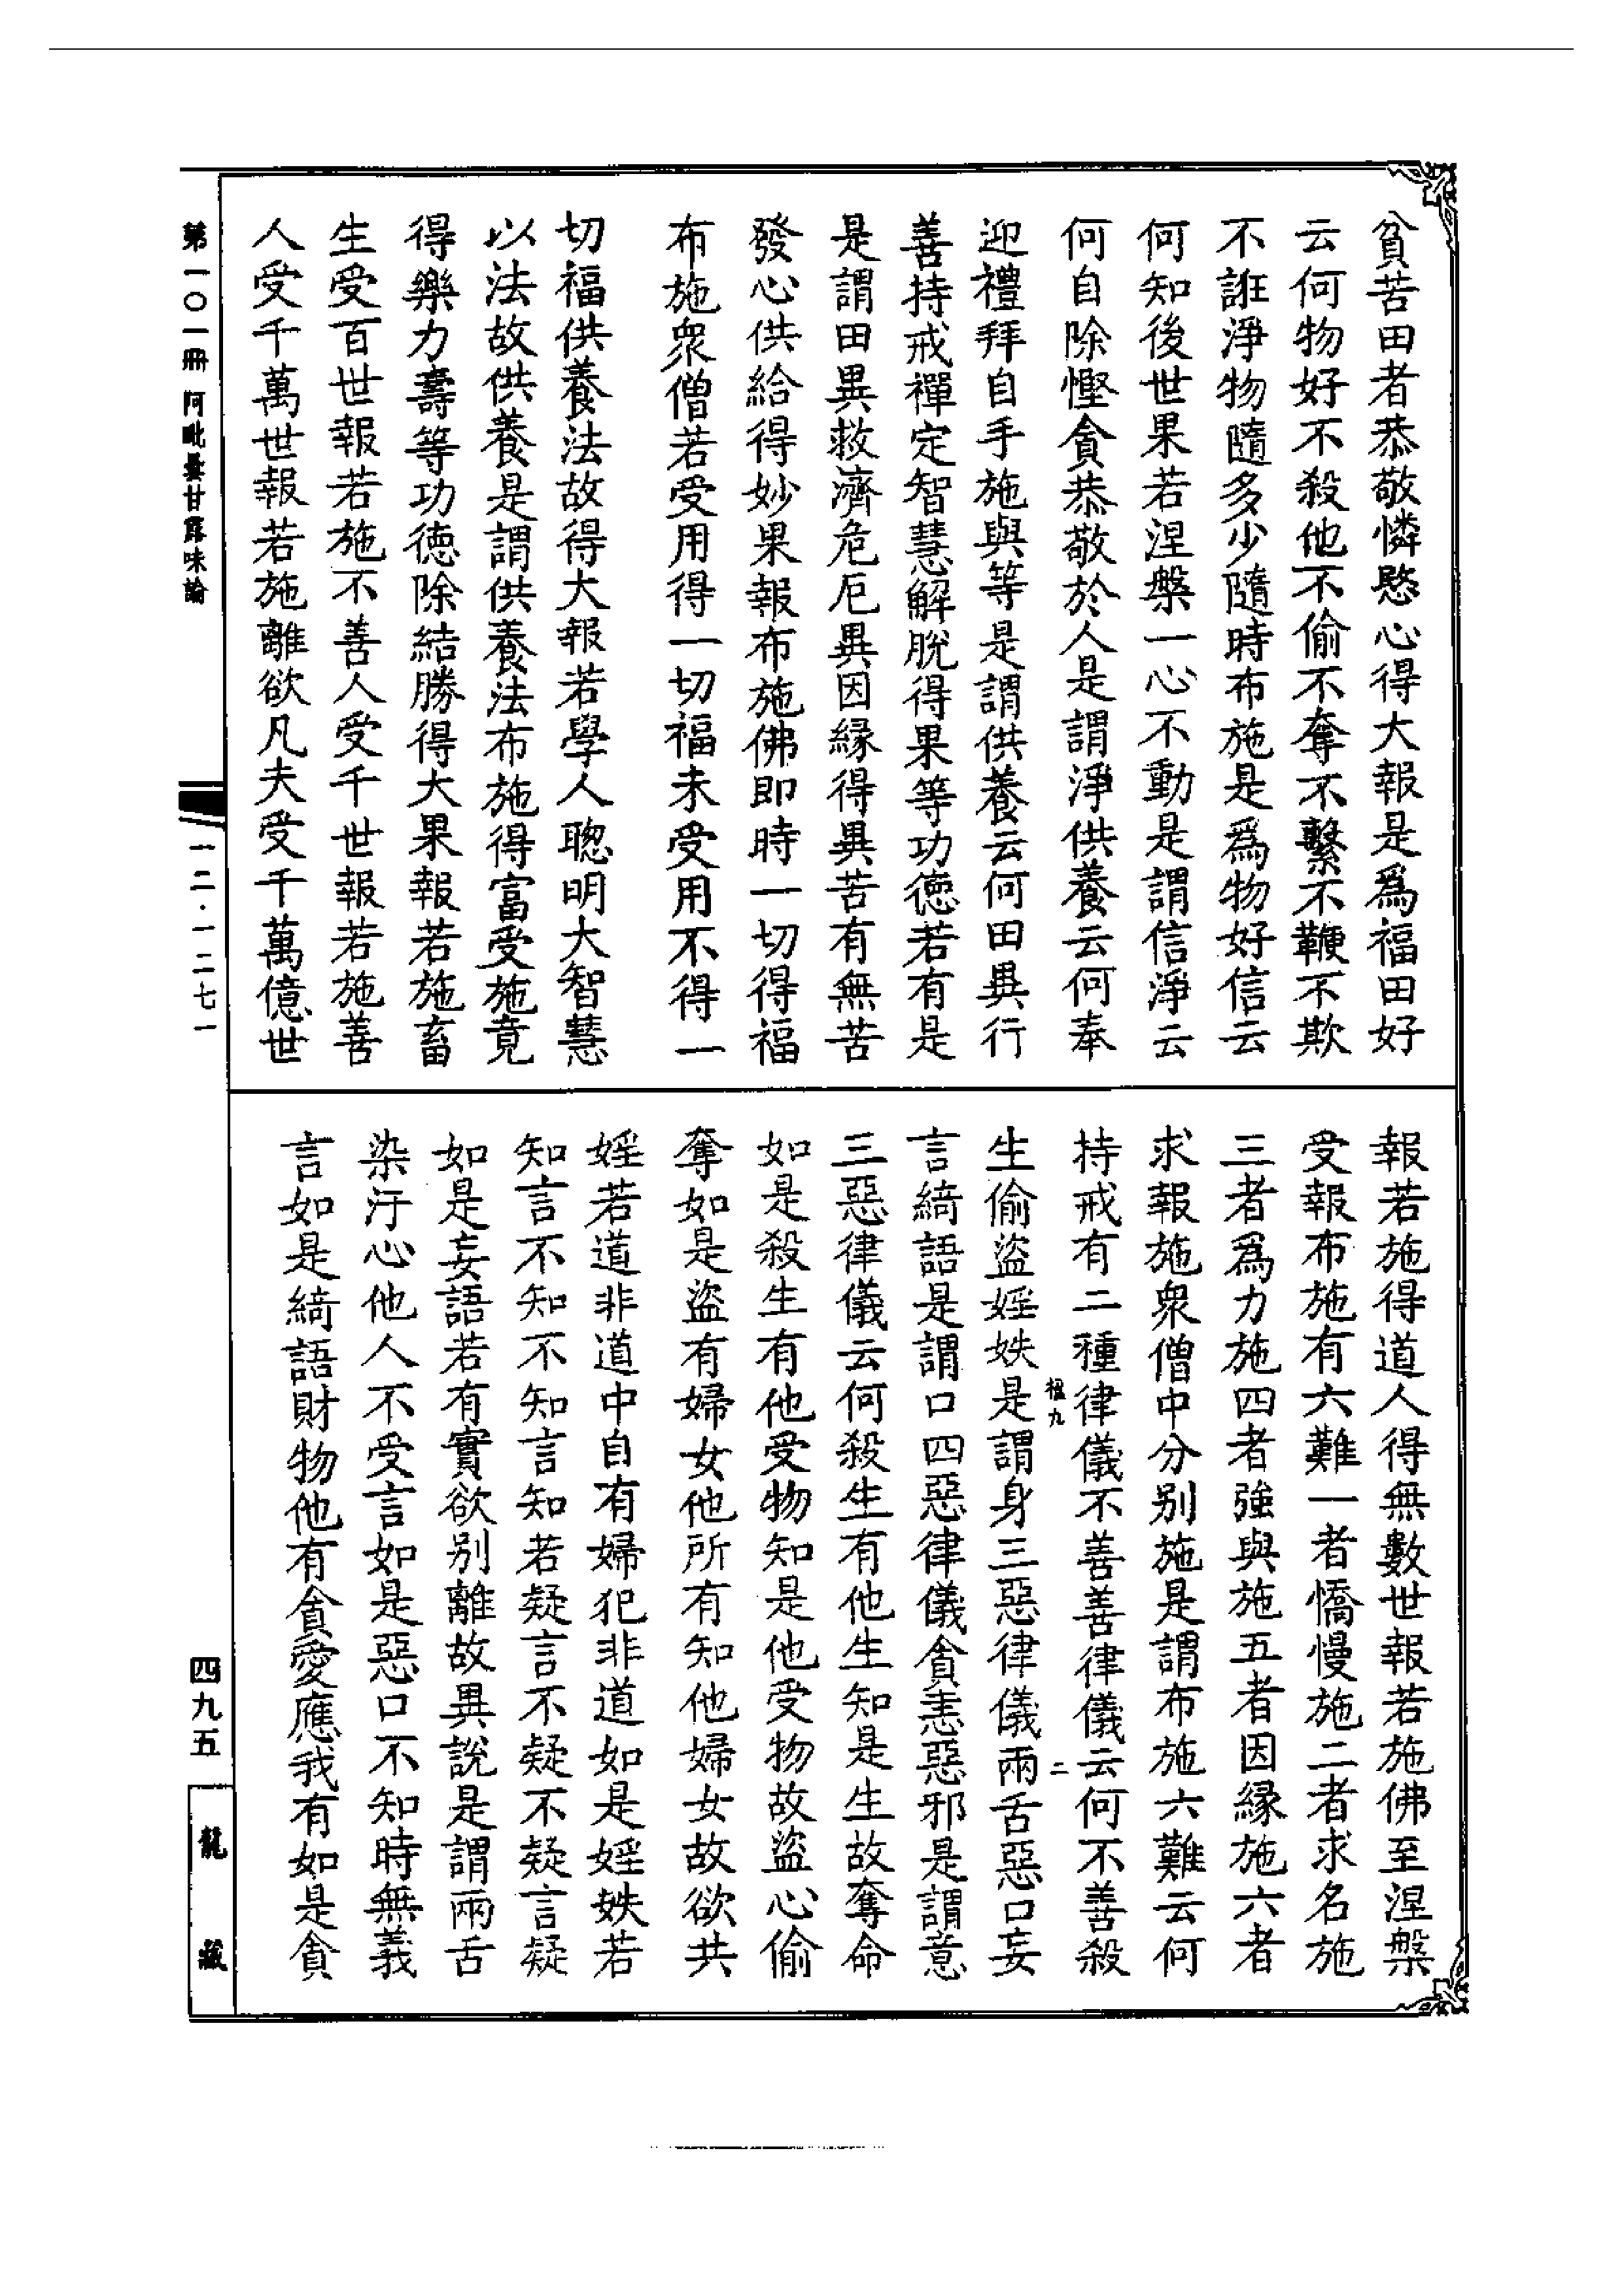 貧苦田者恭敬憐愍心得大報是為福田好
云何物好不殺他不偷不奪不繫不鞭不欺
不誑淨物隨多少隨時布施是為物好信云
何知後世果若涅槃一心不動是謂信淨云
何自除慳貪恭敬於人是謂淨供養云何奉
迎禮拜自手施與等是謂供養云何田異行
善持戒禪定智慧解脫得果等功德若有是
是謂田異救濟危厄異因緣得異苦有無苦
發心供給得妙果報布施佛即時一切得福
布施眾僧若受用得一切福未受用不得一
切福供養法故得大報若學人聰明大智慧
以法故供養是謂供養法布施得富受施竟
得樂力壽等功德除結勝得大果報若施畜
生受百世報若施不善人受千世報若施善
人受千萬世報若施離欲凡夫受千萬億世
報若施得道人得無數世報若施佛至涅槃
受報布施有六難一者憍慢施二者求名施
三者為力施四者強與施五者因緣施六者
求報施眾僧中分別施是謂布施六難云何
持戒有二種律儀不善善律儀云何不善殺
楹九 二
生偷盜婬妷是謂身三惡律儀兩舌惡口妄
言綺語是謂口四惡律儀貪恚惡邪是謂意
三惡律儀云何殺生有他生知是生故奪命
如是殺生有他受物知是他受物故盜心偷
奪如是盜有婦女他所有知他婦女故欲共
婬若道非道中自有婦犯非道如是婬妷若
知言不知不知言知若疑言不疑不疑言疑
如是妄語若有實欲別離故異說是謂兩舌
染汙心他人不受言如是惡口不知時無義
言如是綺語財物他有貪愛應我有如是貪
第一〇一冊 阿毗曇甘露味論
一二·一二七一
四九五
龍藏